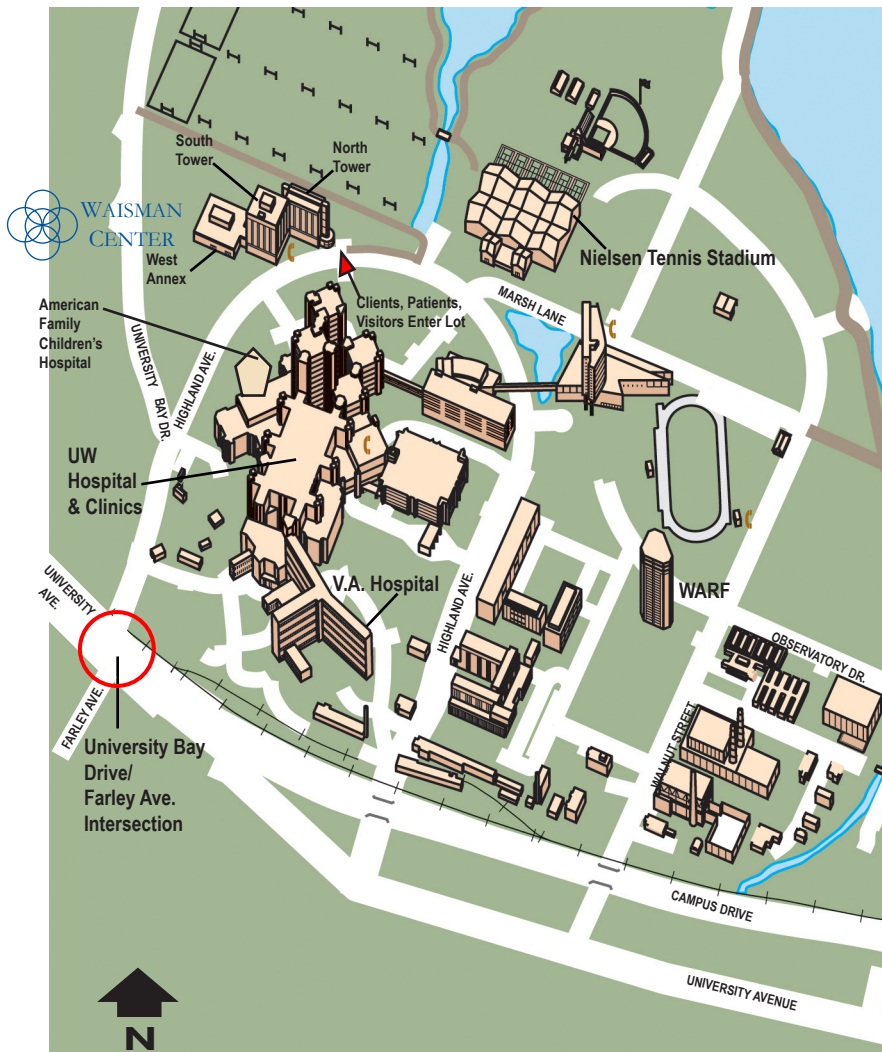 South
Tower
North
Tower
WAISMAN
CENTER
West
Annex
Nielsen Tennis Stadium
American
Family
Children's
Hospital
Clients, Patients,
Visitors Enter Lot
MARSH LANE
UNIVERSITY
BAY DR.
HIGHLAND AVE.
UW
Hospital
& Clinics
V.A. Hospital
HIGHLAND AVE.
WARF
UNIVERSITY
AVE
OBSERVATORY DR.
FARLEY AVE.
WALNUT STREET
University Bay
Drive/
Farley Ave.
Intersection
CAMPUS DRIVE
UNIVERSITY AVENUE
N